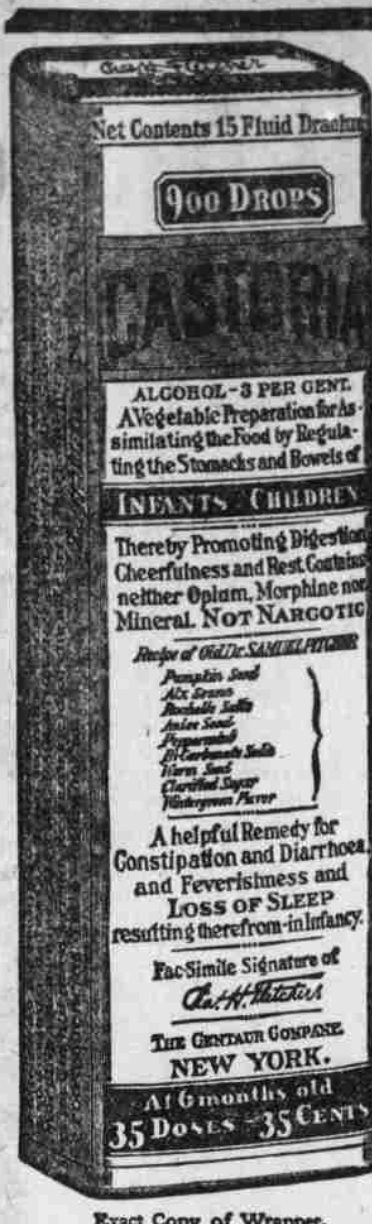 Chas H Fletcher
Net Contents 15 Fluid Drachms
900 DROPS
CASTORIA
ALCOHOL-3 PER CENT.
A Vegetable Preparation for As-
similating the Food by Regula-
ting the Stomachs and Bowels of
INFANTS CHILDREN
Thereby Promoting Digestion
Cheerfulness and Rest Contains
neither Opium, Morphine nor
Mineral. NOT NARCOTIC
Recipe of Old Dr. SAMUEL PITCHER
Pumpkin Seed
Alx Senna
Rochelle Salts
Anise Seed
Peppermint
Bi Carbonate Soda
Worm Seed
Clarified Sugar
Wintergreen Flavor
A helpful Remedy for
Constipation and Diarrhoea.
and Feverishness and
LOSS OF SLEEP
resulting therefrom-in Infancy.
Fac-Simile Signature of
Chas. H. Fletcher
THE CENTAUR COMPANY.
NEW YORK.
At 6 months old
35 DOSES - 35 CENTS
Exact Copy of Wrapper.